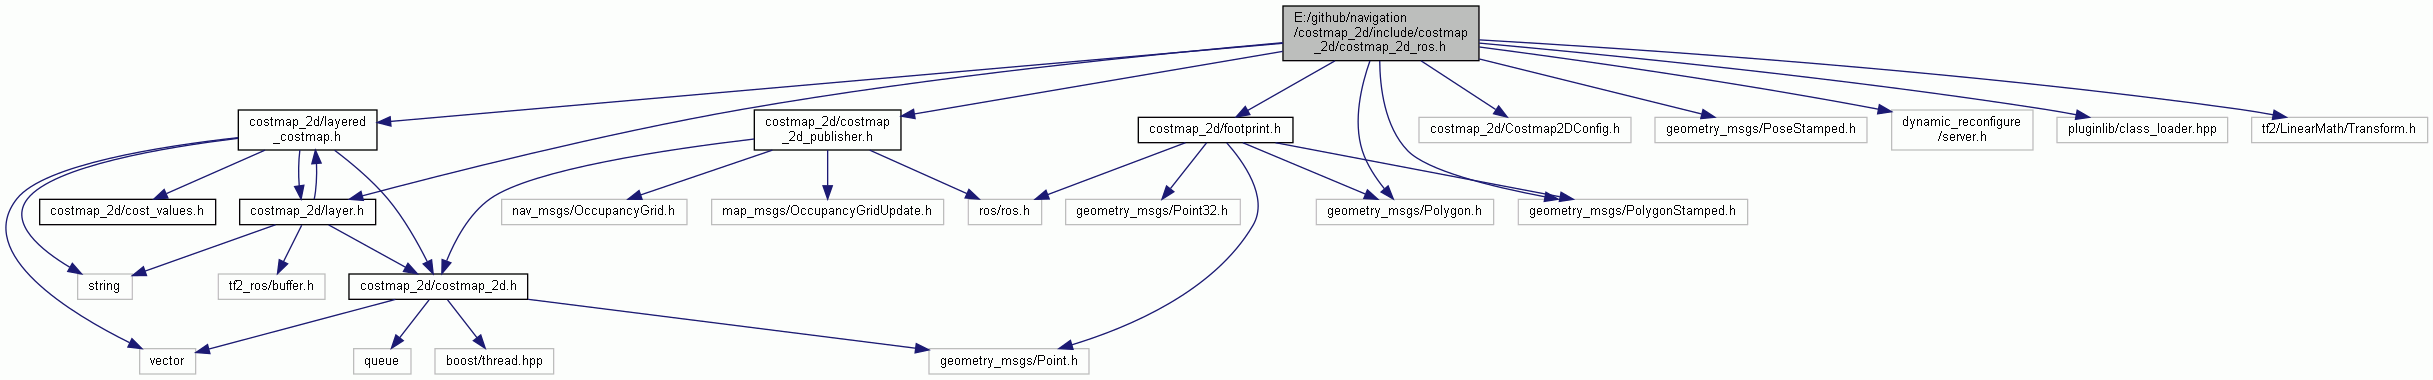 E:/github/navigation
/costmap_2d/include/costmap
_2d/costmap_2d_ros.h
costmap_2d/layered
_costmap.h
costmap_2d/costmap
_2d_publisher.h
costmap_2d/footprint.h
costmap_2d/Costmap2DConfig.h
geometry_msgs/PoseStamped.h
dynamic_reconfigure
/server.h
pluginlib/class_loader.hpp
tf2/LinearMath/Transform.h
costmap_2d/cost_values.h
costmap_2d/layer.h
nav_msgs/OccupancyGrid.h
map_msgs/OccupancyGridUpdate.h
ros/ros.h
geometry_msgs/Point32.h
geometry_msgs/Polygon.h
geometry_msgs/PolygonStamped.h
string
tf2_ros/buffer.h
costmap_2d/costmap_2d.h
vector
queue
boost/thread.hpp
geometry_msgs/Point.h